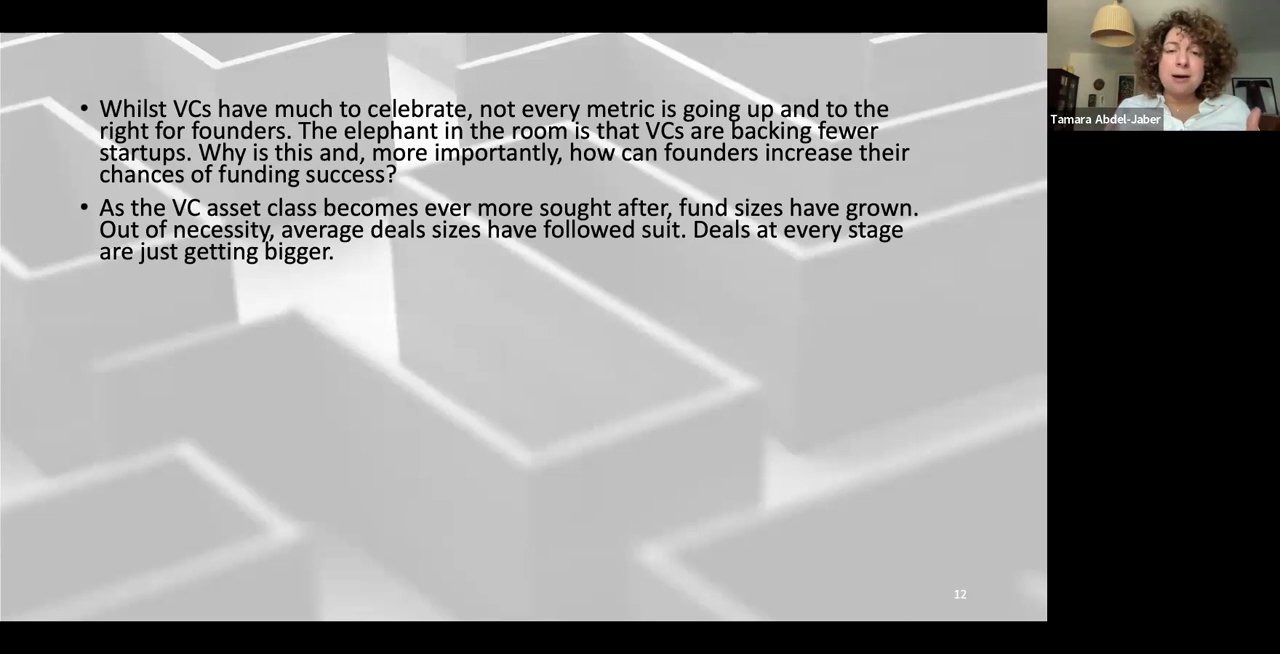 • Whilst VCs have much to celebrate, not every metric is going up and to the
right for founders. The elephant in the room is that VCs are backing fewer
startups. Why is this and, more importantly, how can founders increase their
chances of funding success?
• As the VC asset class becomes ever more sought after, fund sizes have grown.
Out of necessity, average deals sizes have followed suit. Deals at every stage
are just getting bigger.
12
Tamara Abdel-Jaber